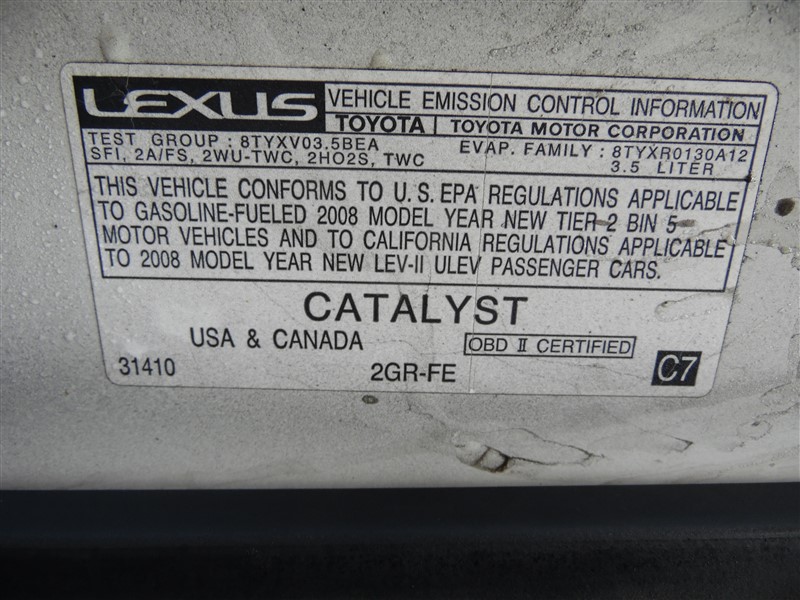 LEXUS VEHICLE EMISSION CONTROL INFORMATION
TOYOTA TOYOTA MOTOR CORPORATION
TEST GROUP : 8TYXV03.5BEA EVAP. FAMILY : 8TYXR0130A12
SFI, 2A/FS, 2WU-TWC, 2HO2S, TWC 3.5 LITER
THIS VEHICLE CONFORMS TO U.S. EPA REGULATIONS APPLICABLE
TO GASOLINE-FUELED 2008 MODEL YEAR NEW TIER 2 BIN 5
MOTOR VEHICLES AND TO CALIFORNIA REGULATIONS APPLICABLE
TO 2008 MODEL YEAR NEW LEV-II ULEV PASSENGER CARS.
CATALYST
USA & CANADA OBD II CERTIFIED
31410 2GR-FE C7